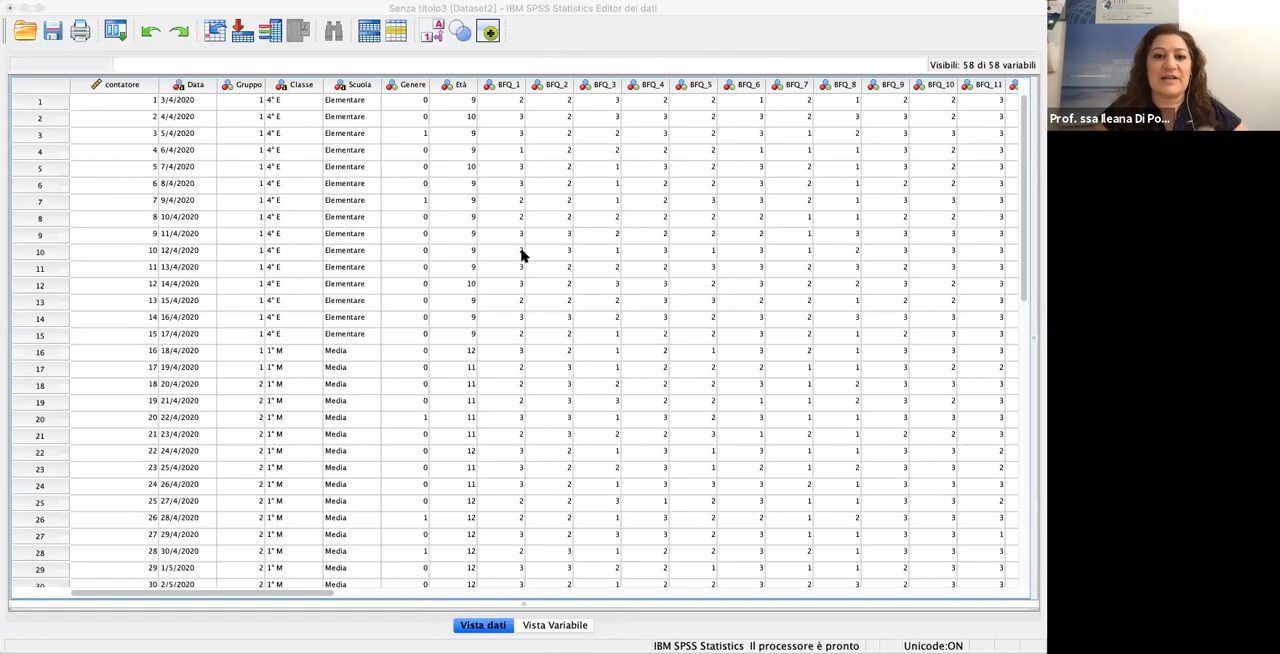 Senza titolo3 [Dataset2] - IBM SPSS Statistics Editor dei dati
Visibili: 58 di 58 variabili
contatore Data Gruppo Classe Scuola Genere Età BFQ_1 BFQ_2 BFQ_3 BFQ_4 BFQ_5 BFQ_6 BFQ_7 BFQ_8 BFQ_9 BFQ_10 BFQ_11
1 1 3/4/2020 1 4° E Elementare 0 9 2 2 3 2 2 1 2 1 2 2 3
2 2 4/4/2020 1 4° E Elementare 0 10 3 2 3 2 2 3 2 3 2 3 3
3 3 5/4/2020 1 4° E Elementare 1 9 3 2 2 3 2 3 1 2 3 2 3
4 4 6/4/2020 1 4° E Elementare 0 9 1 2 2 2 2 1 1 1 3 2 3
5 5 7/4/2020 1 4° E Elementare 0 10 3 2 1 3 2 3 2 1 3 2 3
6 6 8/4/2020 1 4° E Elementare 0 9 3 2 1 2 2 3 2 1 2 2 3
7 7 9/4/2020 1 4° E Elementare 1 9 2 2 1 2 3 3 2 1 3 2 3
8 8 10/4/2020 1 4° E Elementare 0 9 2 2 2 2 2 2 1 1 2 2 3
9 9 11/4/2020 1 4° E Elementare 0 9 3 3 2 2 2 2 1 3 3 3 3
10 10 12/4/2020 1 4° E Elementare 0 9 3 1 3 1 3 1 2 3 3 3
11 11 13/4/2020 1 4° E Elementare 0 9 3 2 2 2 3 3 2 3 2 3 3
12 12 14/4/2020 1 4° E Elementare 0 10 3 2 3 3 2 3 2 2 3 3 3
13 13 15/4/2020 1 4° E Elementare 0 9 2 2 2 3 3 2 2 1 2 2 3
14 14 16/4/2020 1 4° E Elementare 0 9 3 2 3 2 3 3 2 3 3 3 3
15 15 17/4/2020 1 4° E Elementare 0 9 2 2 1 2 2 3 2 1 2 3 3
16 16 18/4/2020 1 1° M Media 0 12 3 2 1 2 1 3 2 1 3 3 3
17 17 19/4/2020 1 1° M Media 0 11 2 3 1 2 2 3 1 1 3 2 2
18 18 20/4/2020 2 1° M Media 0 11 2 3 2 2 2 3 1 2 3 3 3
19 19 21/4/2020 2 1° M Media 0 11 2 3 3 2 2 1 1 2 3 2 3
20 20 22/4/2020 2 1° M Media 1 11 3 3 1 3 2 3 1 1 3 3 3
21 21 23/4/2020 2 1° M Media 0 11 2 3 2 2 3 1 2 1 2 2 3
22 22 24/4/2020 2 1° M Media 0 12 3 2 1 3 1 3 1 1 3 3 2
23 23 25/4/2020 2 1° M Media 0 11 3 2 2 3 1 2 1 2 3 3 2
24 24 26/4/2020 2 1° M Media 0 11 3 2 1 3 3 3 2 1 3 3 3
25 25 27/4/2020 2 1° M Media 0 12 2 2 3 1 2 3 1 1 3 3 2
26 26 28/4/2020 2 1° M Media 1 12 2 2 1 3 2 3 1 2 3 3 3
27 27 29/4/2020 2 1° M Media 0 12 3 2 3 3 2 3 1 1 3 3 1
28 28 30/4/2020 2 1° M Media 1 12 2 3 1 2 2 3 2 1 3 3 3
29 29 1/5/2020 2 1° M Media 0 12 3 3 2 3 2 3 1 1 2 3 3
30 30 2/5/2020 2 1° M Media 0 12 3 2 1 2 1 3 2 3 2 3 3
Vista dati Vista Variabile
IBM SPSS Statistics Il processore è pronto Unicode:ON
Prof. ssa Ileana Di Po...